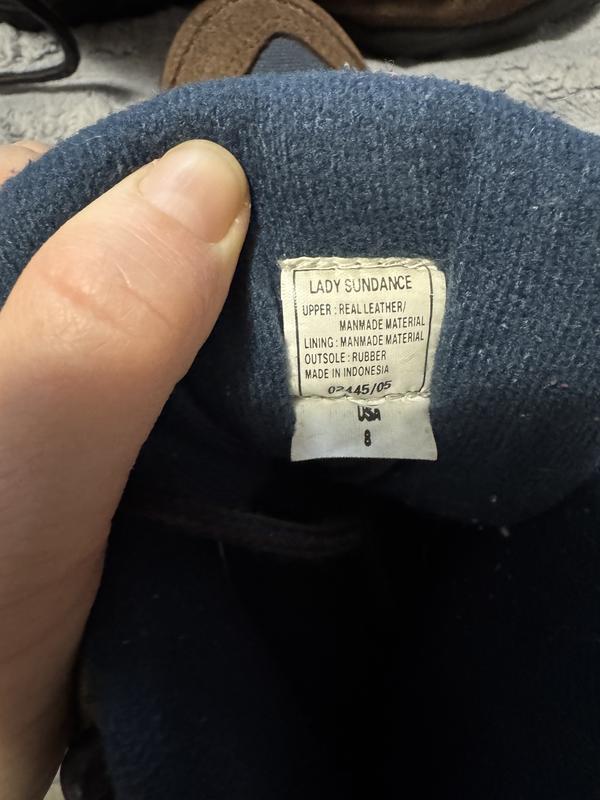 LADY SUNDANCE
UPPER : REAL LEATHER/
MANMADE MATERIAL
LINING : MANMADE MATERIAL
OUTSOLE : RUBBER
MADE IN INDONESIA
USA
8